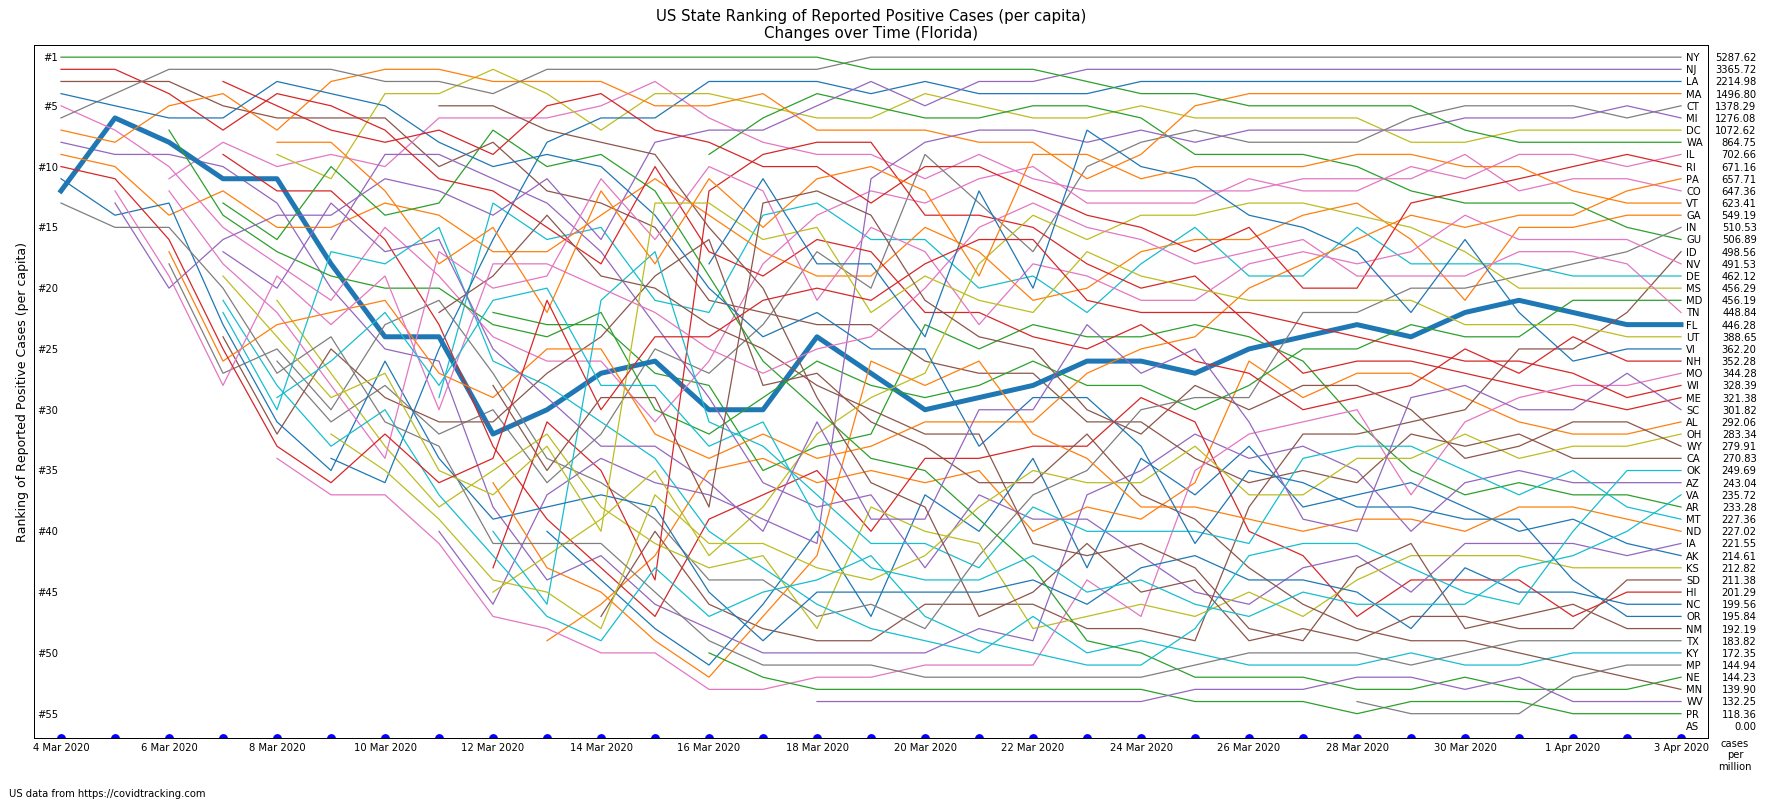 US State Ranking of Reported Positive Cases (per capita)
Changes over Time (Florida)
Ranking of Reported Positive Cases (per capita)
#1
#5
#10
#15
#20
#25
#30
#35
#40
#45
#50
#55
NY 5287.62
NJ 3365.72
LA 2214.98
MA 1496.80
CT 1378.29
MI 1276.08
DC 1072.62
WA 864.75
IL 702.66
RI 671.16
PA 657.71
CO 647.36
VT 623.41
GA 549.19
IN 510.53
GU 506.89
ID 498.56
NV 491.53
DE 462.12
MS 456.29
MD 456.19
TN 448.84
FL 446.28
UT 388.65
VI 362.20
NH 352.28
MO 344.28
WI 328.39
ME 321.38
SC 301.82
AL 292.06
OH 283.34
WY 279.91
CA 270.83
OK 249.69
AZ 243.04
VA 235.72
AR 233.28
MT 227.36
ND 227.02
IA 221.55
AK 214.61
KS 212.82
SD 211.38
HI 201.29
NC 199.56
OR 195.84
NM 192.19
TX 183.82
KY 172.35
MP 144.94
NE 144.23
MN 139.90
WV 132.25
PR 118.36
AS 0.00
4 Mar 2020 6 Mar 2020 8 Mar 2020 10 Mar 2020 12 Mar 2020 14 Mar 2020 16 Mar 2020 18 Mar 2020 20 Mar 2020 22 Mar 2020 24 Mar 2020 26 Mar 2020 28 Mar 2020 30 Mar 2020 1 Apr 2020 3 Apr 2020
cases
per
million
US data from https://covidtracking.com